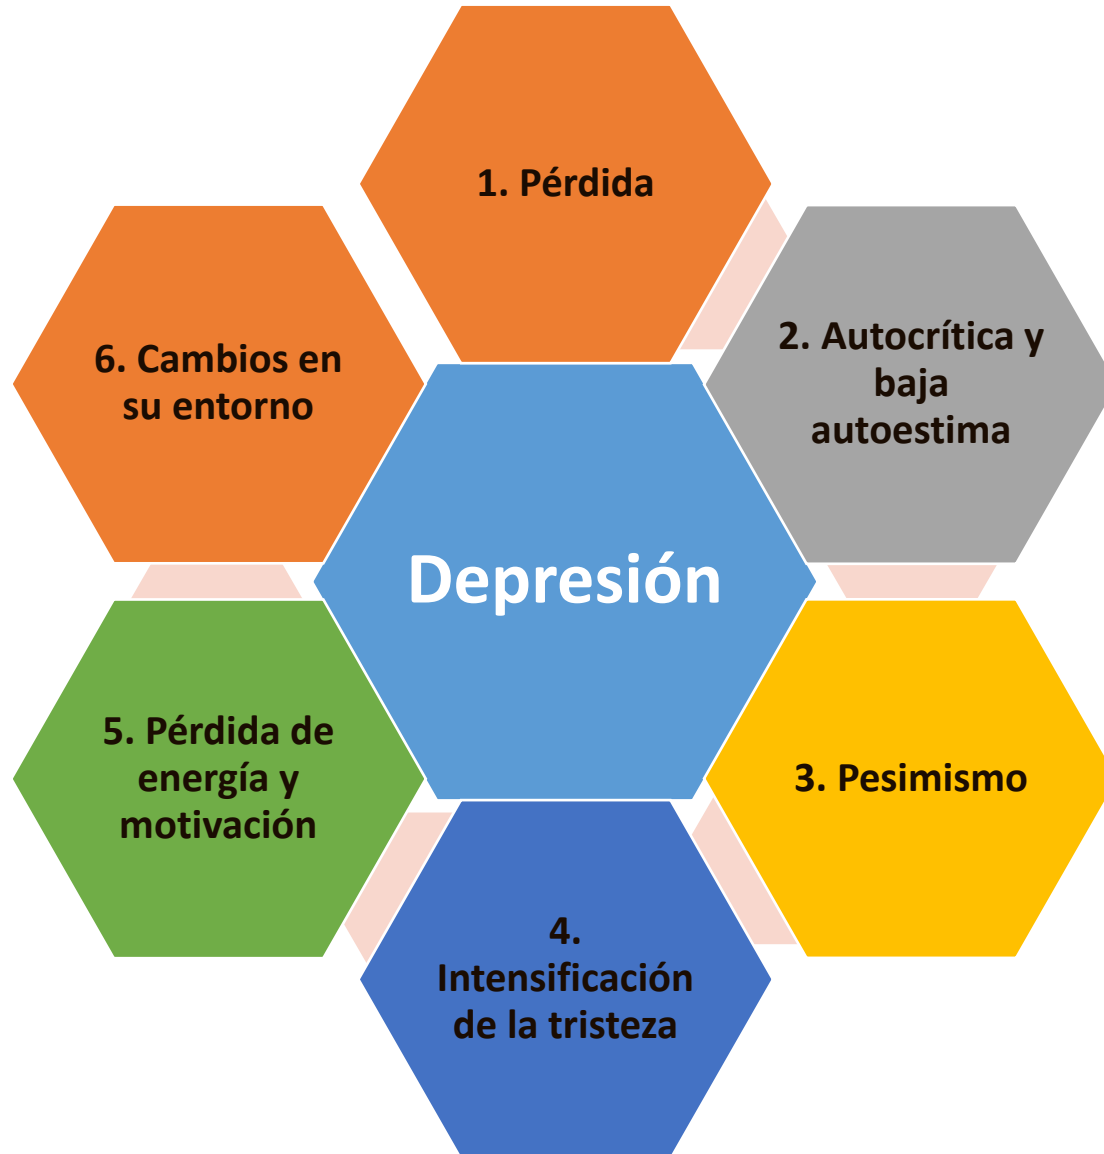 1. Pérdida
2. Autocrítica y
baja
autoestima
3. Pesimismo
4.
Intensificación
de la tristeza
5. Pérdida de
energía y
motivación
6. Cambios en
su entorno
Depresión